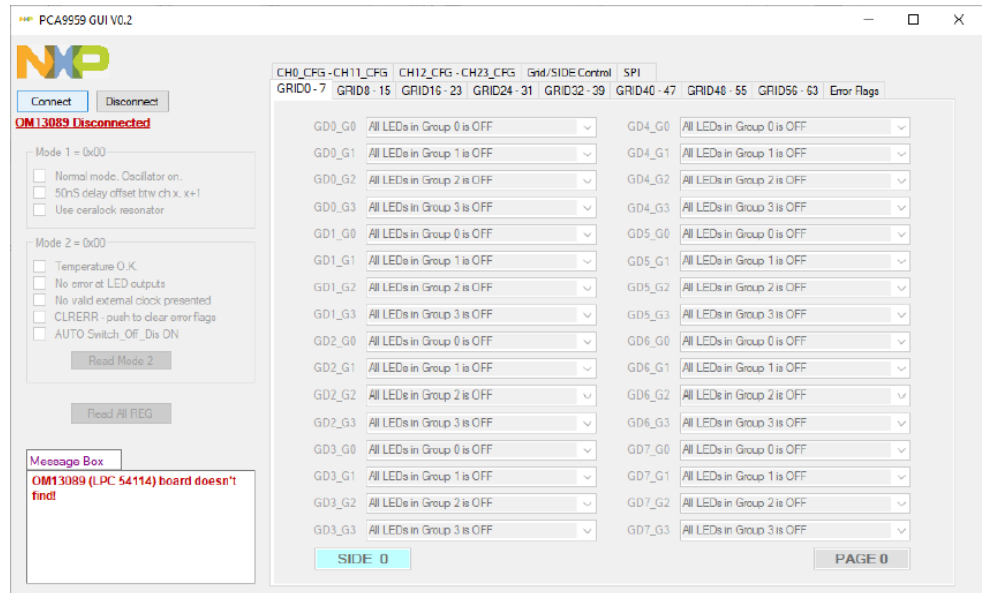 PCA9959 GUI V0.2
NXP
Connect Disconnect
OM13089 Disconnected
Mode 1 = 0x00
Normal mode. Oscillator on.
50nS delay offset btw ch x, x+1
Use ceralock resonator
Mode 2 = 0x00
Temperature O.K.
No error at LED outputs
No valid external clock presented
CLRERR - push to clear error flags
AUTO Switch_Off_Dis ON
Read Mode 2
Read All REG
Message Box
OM13089 (LPC 54114) board doesn't
find!
CH0_CFG - CH11_CFG CH12_CFG - CH23_CFG Grid/SIDE Control SPI
GRID0 - 7 GRID8 - 15 GRID16 - 23 GRID24 - 31 GRID32 - 39 GRID40 - 47 GRID48 - 55 GRID56 - 63 Error Flags
GD0_G0 All LEDs in Group 0 is OFF GD4_G0 All LEDs in Group 0 is OFF
GD0_G1 All LEDs in Group 1 is OFF GD4_G1 All LEDs in Group 1 is OFF
GD0_G2 All LEDs in Group 2 is OFF GD4_G2 All LEDs in Group 2 is OFF
GD0_G3 All LEDs in Group 3 is OFF GD4_G3 All LEDs in Group 3 is OFF
GD1_G0 All LEDs in Group 0 is OFF GD5_G0 All LEDs in Group 0 is OFF
GD1_G1 All LEDs in Group 1 is OFF GD5_G1 All LEDs in Group 1 is OFF
GD1_G2 All LEDs in Group 2 is OFF GD5_G2 All LEDs in Group 2 is OFF
GD1_G3 All LEDs in Group 3 is OFF GD5_G3 All LEDs in Group 3 is OFF
GD2_G0 All LEDs in Group 0 is OFF GD6_G0 All LEDs in Group 0 is OFF
GD2_G1 All LEDs in Group 1 is OFF GD6_G1 All LEDs in Group 1 is OFF
GD2_G2 All LEDs in Group 2 is OFF GD6_G2 All LEDs in Group 2 is OFF
GD2_G3 All LEDs in Group 3 is OFF GD6_G3 All LEDs in Group 3 is OFF
GD3_G0 All LEDs in Group 0 is OFF GD7_G0 All LEDs in Group 0 is OFF
GD3_G1 All LEDs in Group 1 is OFF GD7_G1 All LEDs in Group 1 is OFF
GD3_G2 All LEDs in Group 2 is OFF GD7_G2 All LEDs in Group 2 is OFF
GD3_G3 All LEDs in Group 3 is OFF GD7_G3 All LEDs in Group 3 is OFF
SIDE 0 PAGE 0